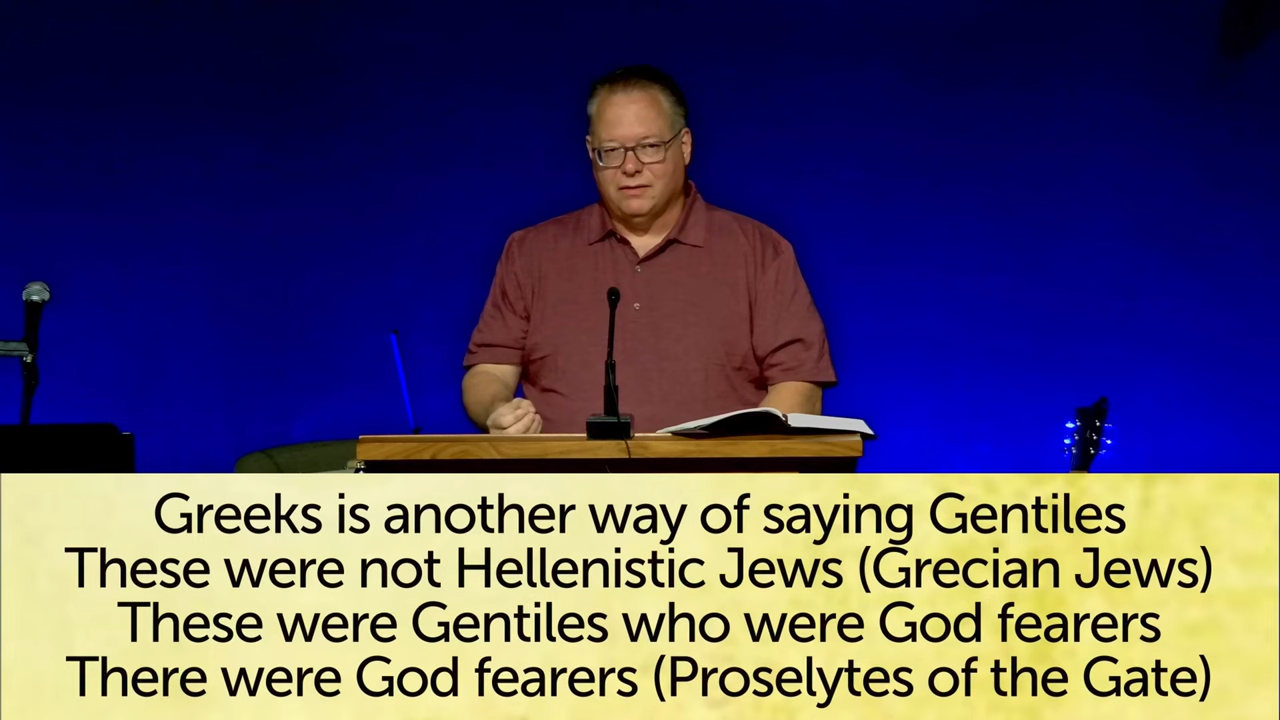 Greeks is another way of saying Gentiles
These were not Hellenistic Jews (Grecian Jews)
These were Gentiles who were God fearers
There were God fearers (Proselytes of the Gate)